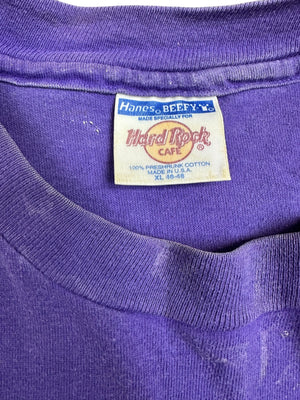 Hanes BEEFY-T®
MADE SPECIALLY FOR
Hard Rock
CAFE ®
100% PRESHRUNK COTTON
MADE IN U.S.A.
XL 46-48